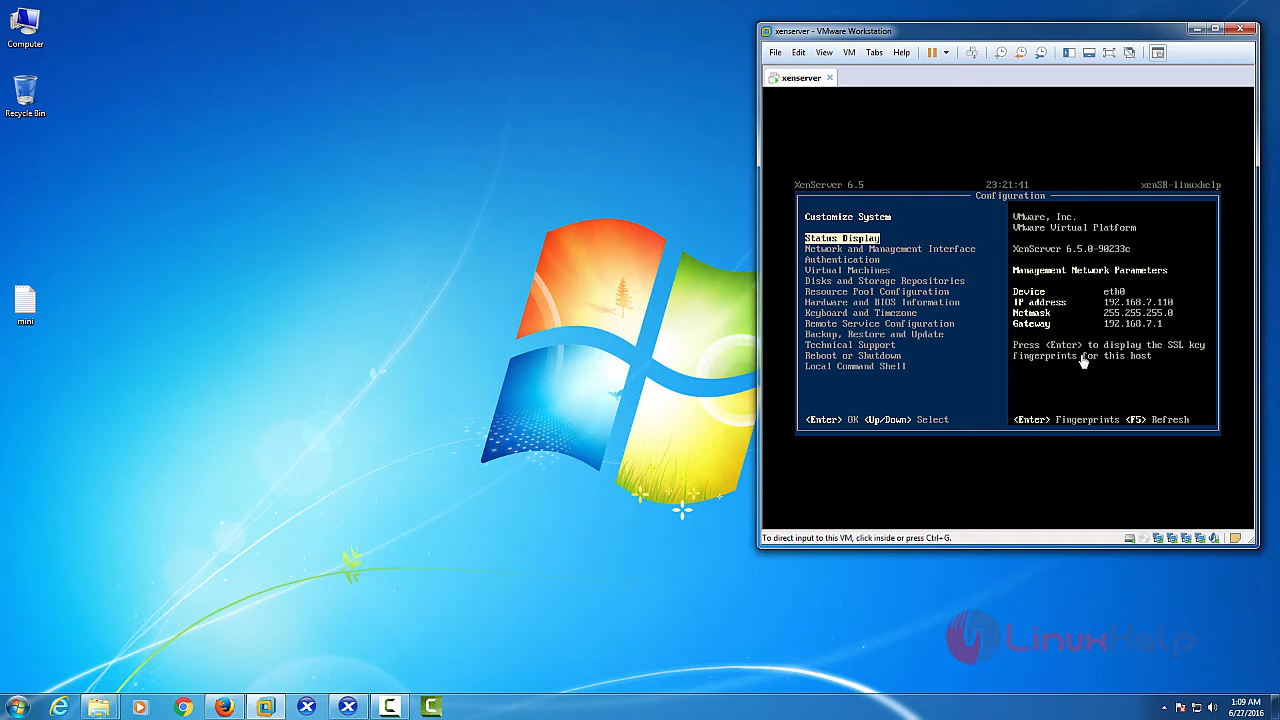 Computer
Recycle Bin
mini
xenserver - VMware Workstation
File Edit View VM Tabs Help
xenserver
XenServer 6.5 23:21:41 xenSR-linuxhelp
Configuration
Customize System
Status Display
Network and Management Interface
Authentication
Virtual Machines
Disks and Storage Repositories
Resource Pool Configuration
Hardware and BIOS Information
Keyboard and Timezone
Remote Service Configuration
Backup, Restore and Update
Technical Support
Reboot or Shutdown
Local Command Shell
<Enter> OK <Up/Down> Select
VMware, Inc.
VMware Virtual Platform
XenServer 6.5.0-90233c
Management Network Parameters
Device eth0
IP address 192.168.7.110
Netmask 255.255.255.0
Gateway 192.168.7.1
Press <Enter> to display the SSL key
fingerprints for this host
<Enter> Fingerprints <F5> Refresh
To direct input to this VM, click inside or press Ctrl+G.
LinuxHelp
1:09 AM
6/27/2016